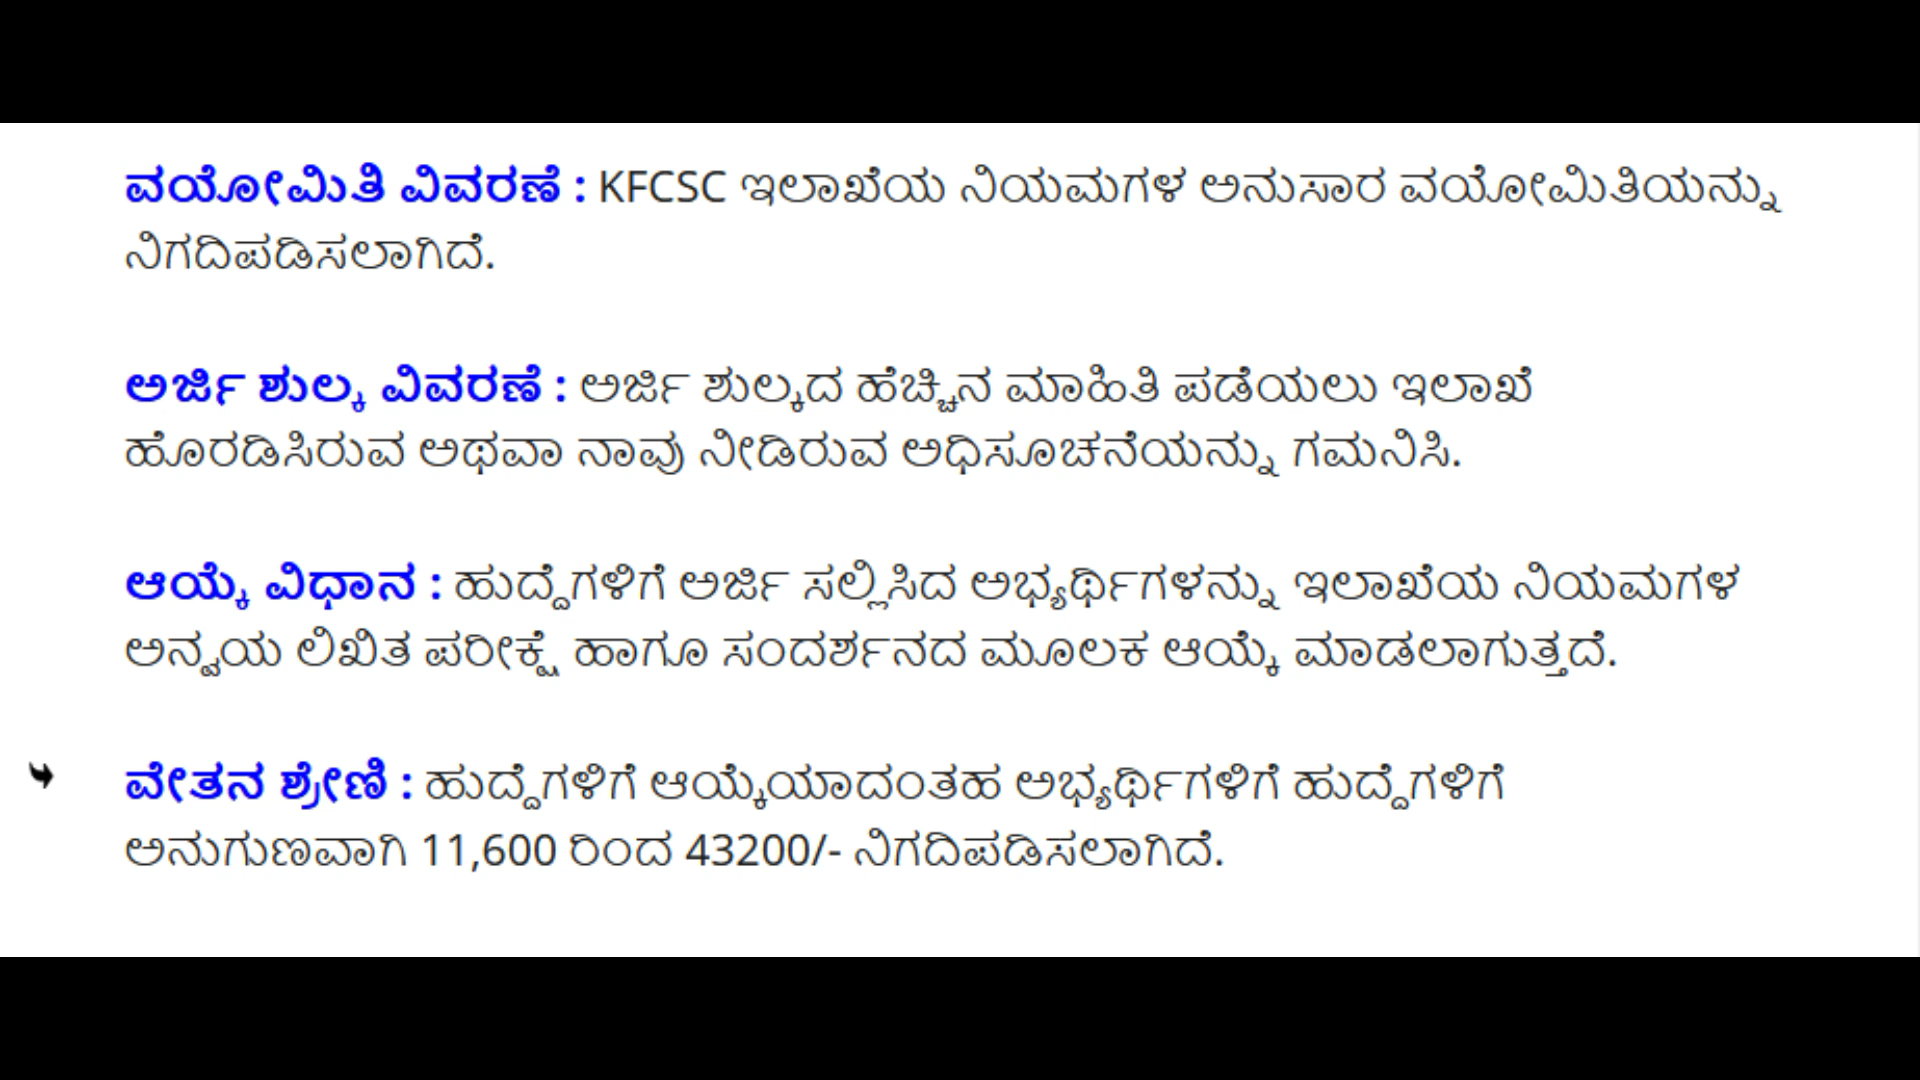 ವಯೋಮಿತಿ ವಿವರಣೆ : KFCSC ಇಲಾಖೆಯ ನಿಯಮಗಳ ಅನುಸಾರ ವಯೋಮಿತಿಯನ್ನು
ನಿಗದಿಪಡಿಸಲಾಗಿದೆ.
ಅರ್ಜಿ ಶುಲ್ಕ ವಿವರಣೆ : ಅರ್ಜಿ ಶುಲ್ಕದ ಹೆಚ್ಚಿನ ಮಾಹಿತಿ ಪಡೆಯಲು ಇಲಾಖೆ
ಹೊರಡಿಸಿರುವ ಅಥವಾ ನಾವು ನೀಡಿರುವ ಅಧಿಸೂಚನೆಯನ್ನು ಗಮನಿಸಿ.
ಆಯ್ಕೆ ವಿಧಾನ : ಹುದ್ದೆಗಳಿಗೆ ಅರ್ಜಿ ಸಲ್ಲಿಸಿದ ಅಭ್ಯರ್ಥಿಗಳನ್ನು ಇಲಾಖೆಯ ನಿಯಮಗಳ
ಅನ್ವಯ ಲಿಖಿತ ಪರೀಕ್ಷೆ ಹಾಗೂ ಸಂದರ್ಶನದ ಮೂಲಕ ಆಯ್ಕೆ ಮಾಡಲಾಗುತ್ತದೆ.
ವೇತನ ಶ್ರೇಣಿ : ಹುದ್ದೆಗಳಿಗೆ ಆಯ್ಕೆಯಾದಂತಹ ಅಭ್ಯರ್ಥಿಗಳಿಗೆ ಹುದ್ದೆಗಳಿಗೆ
ಅನುಗುಣವಾಗಿ 11,600 ರಿಂದ 43200/- ನಿಗದಿಪಡಿಸಲಾಗಿದೆ.